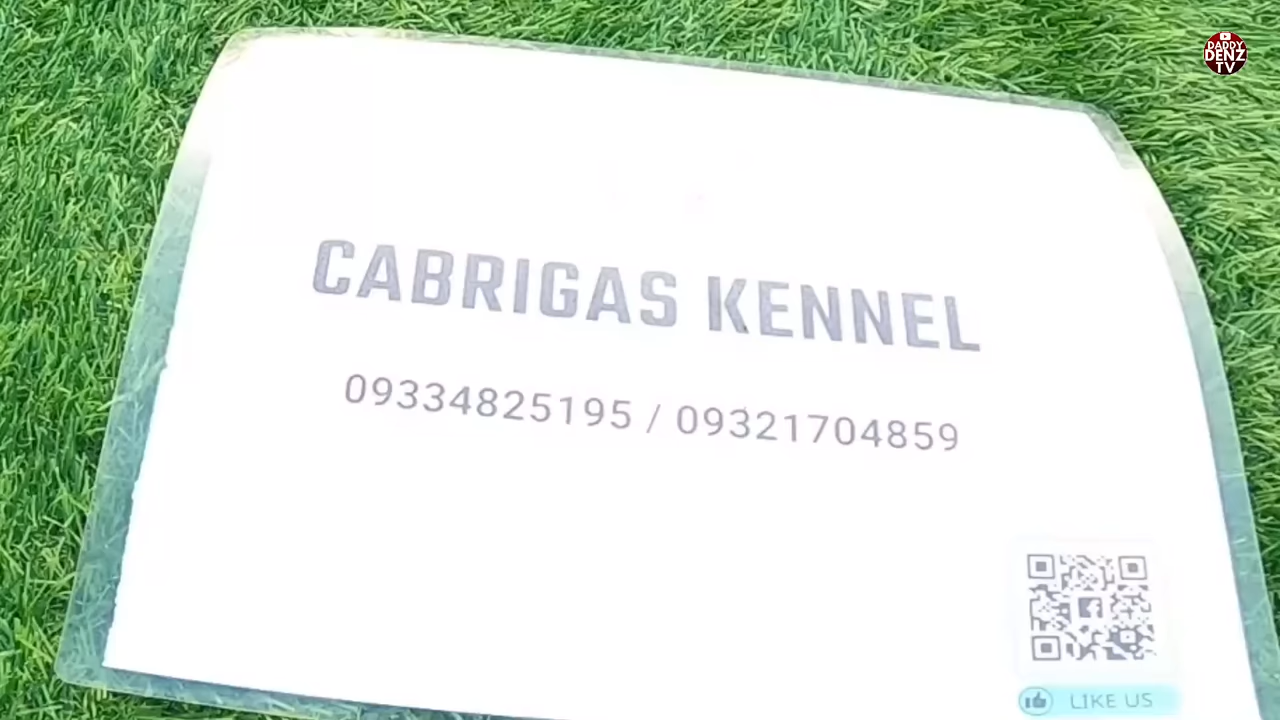 DADDY
DENZ
TV
CABRIGAS KENNEL
09334825195 / 09321704859
LIKE US